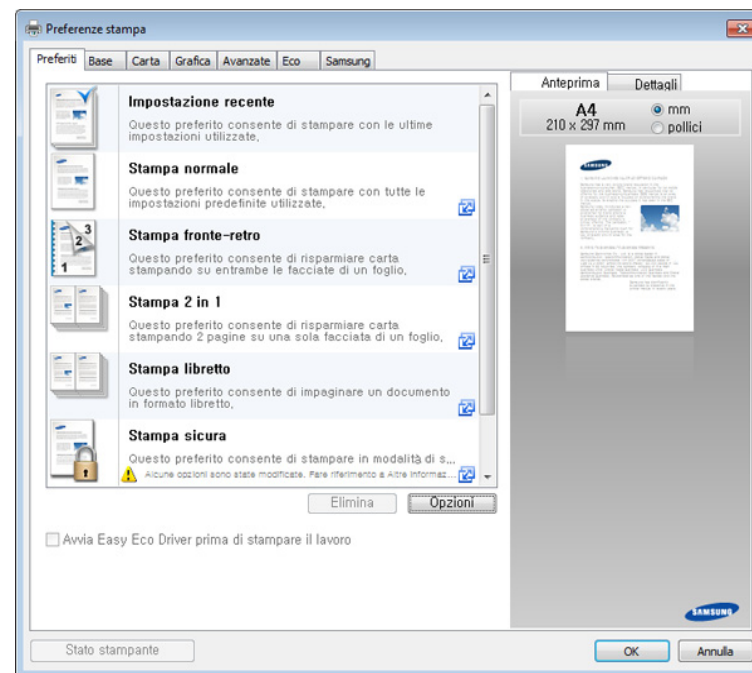 Preferenze stampa
Preferiti Base Carta Grafica Avanzate Eco Samsung
Impostazione recente
Questo preferito consente di stampare con le ultime
impostazioni utilizzate,
Stampa normale
Questo preferito consente di stampare con tutte le
impostazioni predefinite utilizzate,
Stampa fronte-retro
Questo preferito consente di risparmiare carta
stampando su entrambe le facciate di un foglio,
Stampa 2 in 1
Questo preferito consente di risparmiare carta
stampando 2 pagine su una sola facciata di un foglio,
Stampa libretto
Questo preferito consente di impaginare un documento
in formato libretto,
Stampa sicura
Questo preferito consente di stampare in modalità di s...
Alcune opzioni sono state modificate. Fare riferimento a Altre informaz...
1 2 3
Elimina Opzioni
Avvia Easy Eco Driver prima di stampare il lavoro
Stato stampante
Anteprima Dettagli
A4
210 x 297 mm
mm
pollici
SAMSUNG
OK Annulla